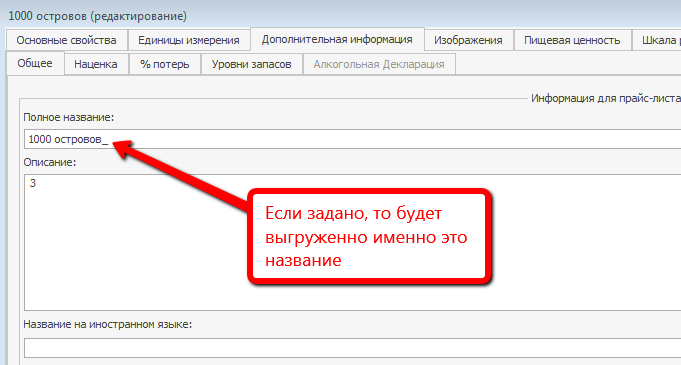 1000 островов (редактирование)
Основные свойства Единицы измерения Дополнительная информация Изображения Пищевая ценность Шкала р
Общее Наценка % потерь Уровни запасов Алкогольная Декларация
Информация для прайс-листа
Полное название:
1000 островов_
Описание:
3
Если задано, то будет
выгруженно именно это
название
Название на иностранном языке: